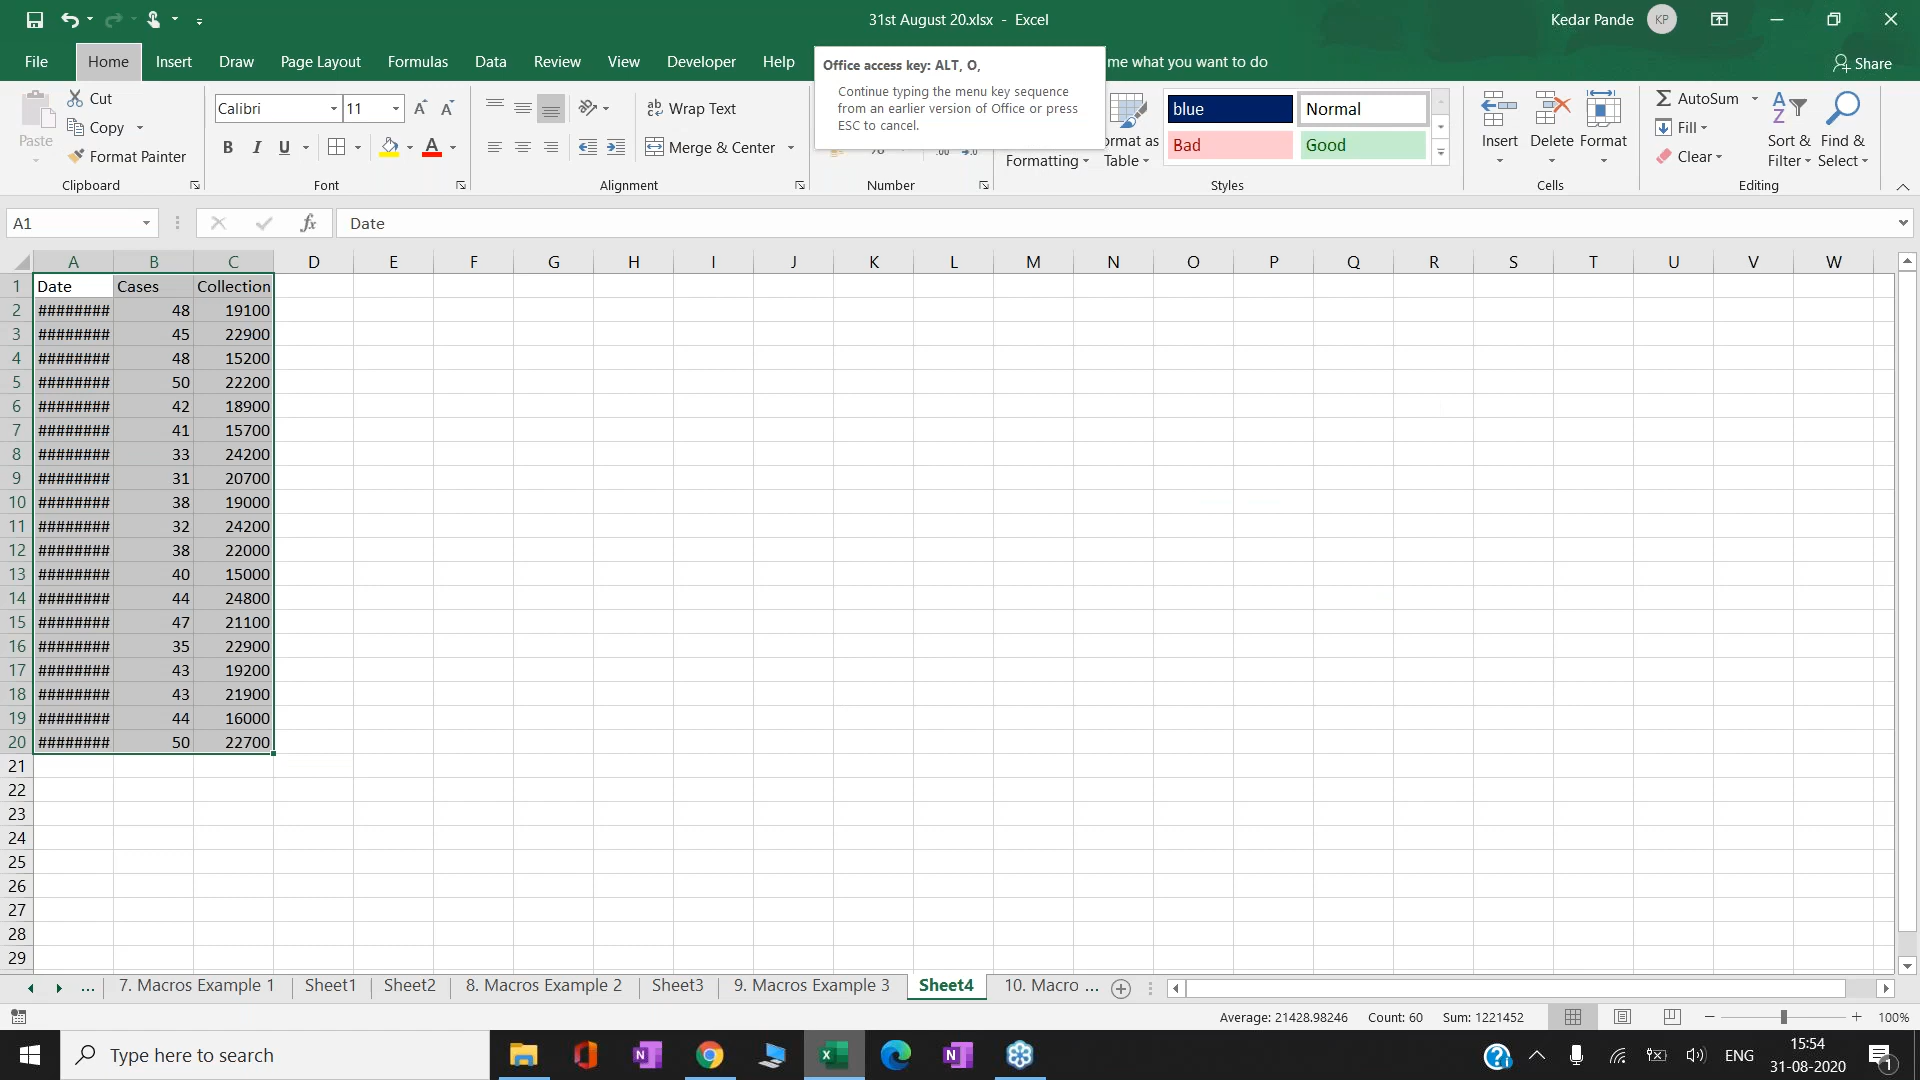 31st August 20.xlsx - Excel
Kedar Pande KP
File Home Insert Draw Page Layout Formulas Data Review View Developer Help me what you want to do Share
Office access key: ALT, O,
Continue typing the menu key sequence
from an earlier version of Office or press
ESC to cancel.
Paste
Cut
Copy
Format Painter
Clipboard
Calibri 11
B I U
Font
Wrap Text
Merge & Center
Alignment
Number
Formatting
ormat as
Table
blue Normal
Bad Good
Styles
Insert Delete Format
Cells
AutoSum
Fill
Clear
Sort &
Filter
Find &
Select
Editing
A1 fx Date
A B C D E F G H I J K L M N O P Q R S T U V W
1 Date Cases Collection
2 ######## 48 19100
3 ######## 45 22900
4 ######## 48 15200
5 ######## 50 22200
6 ######## 42 18900
7 ######## 41 15700
8 ######## 33 24200
9 ######## 31 20700
10 ######## 38 19000
11 ######## 32 24200
12 ######## 38 22000
13 ######## 40 15000
14 ######## 44 24800
15 ######## 47 21100
16 ######## 35 22900
17 ######## 43 19200
18 ######## 43 21900
19 ######## 44 16000
20 ######## 50 22700
21
22
23
24
25
26
27
28
29
... 7. Macros Example 1 Sheet1 Sheet2 8. Macros Example 2 Sheet3 9. Macros Example 3 Sheet4 10. Macro ...
Average: 21428.98246 Count: 60 Sum: 1221452 100%
Type here to search
ENG
15:54
31-08-2020
1